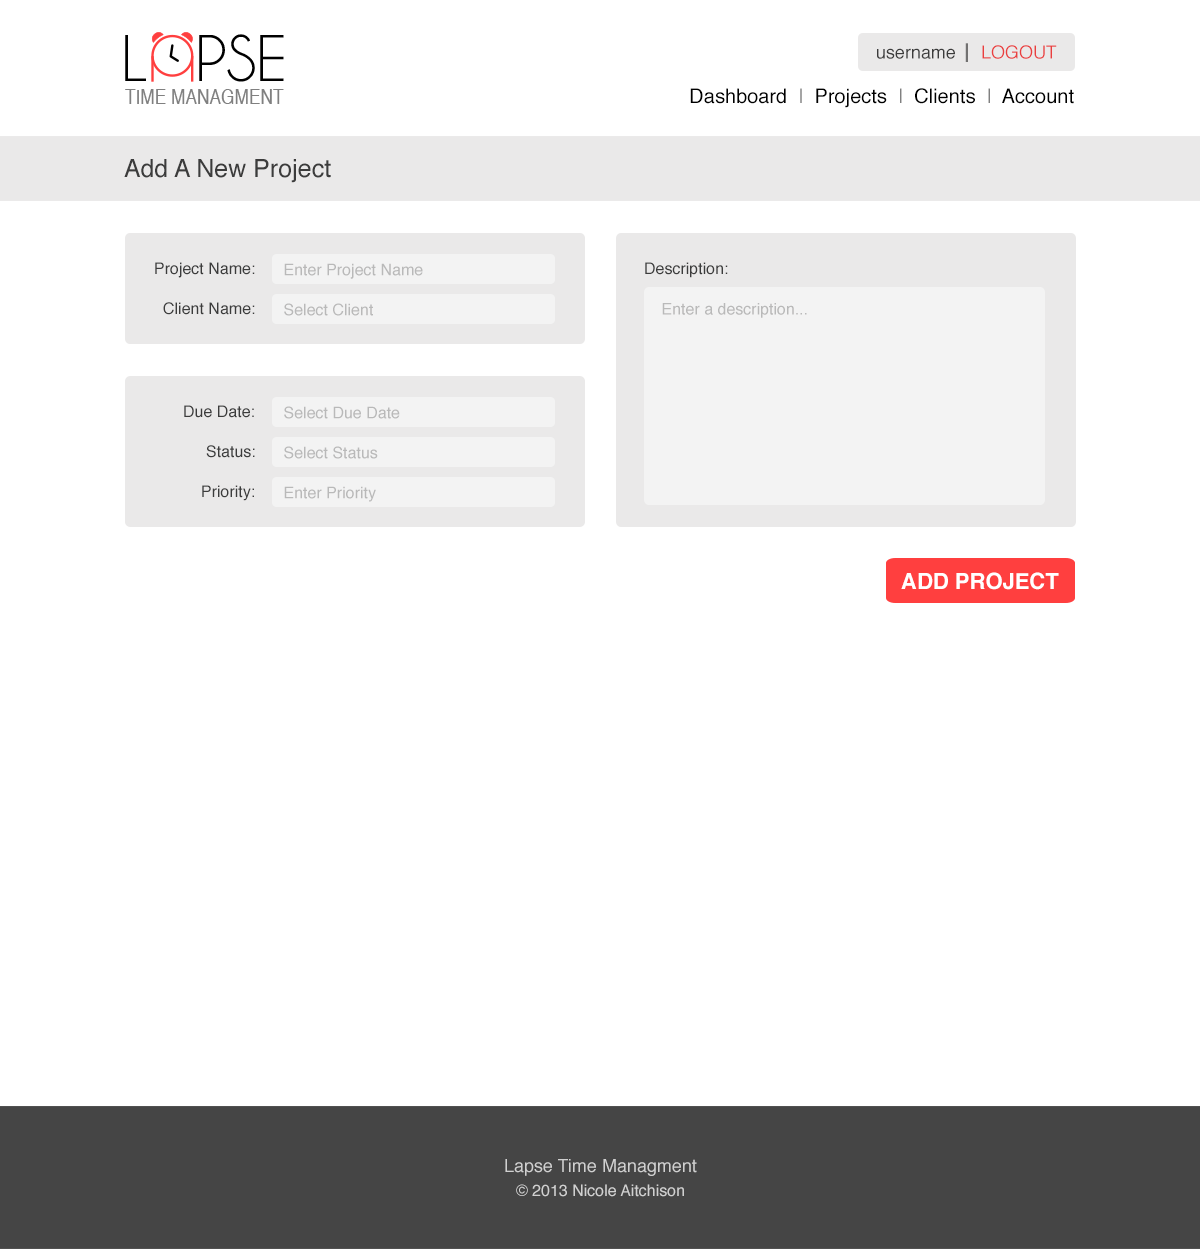 LAPSE
TIME MANAGMENT
username | LOGOUT
Dashboard | Projects | Clients | Account
Add A New Project
Project Name: Enter Project Name
Client Name: Select Client
Due Date: Select Due Date
Status: Select Status
Priority: Enter Priority
Description:
Enter a description...
ADD PROJECT
Lapse Time Managment
© 2013 Nicole Aitchison